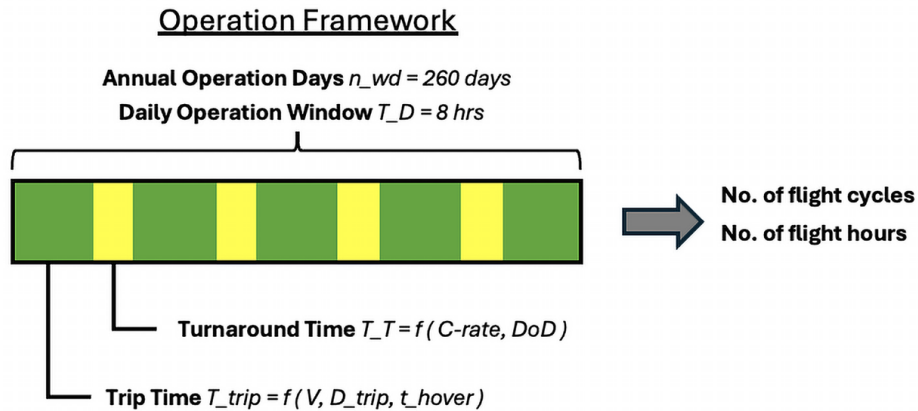 Operation Framework
Annual Operation Days n_wd = 260 days
Daily Operation Window T_D = 8 hrs
No. of flight cycles
No. of flight hours
Turnaround Time T_T = f ( C-rate, DoD )
Trip Time T_trip = f ( V, D_trip, t_hover )